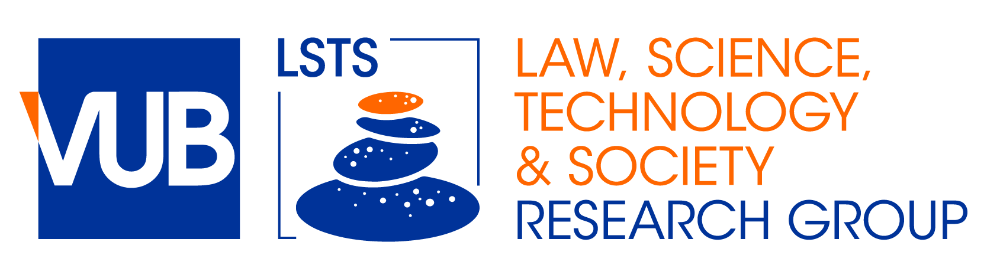 VUB
LSTS
LAW, SCIENCE,
TECHNOLOGY
& SOCIETY
RESEARCH GROUP